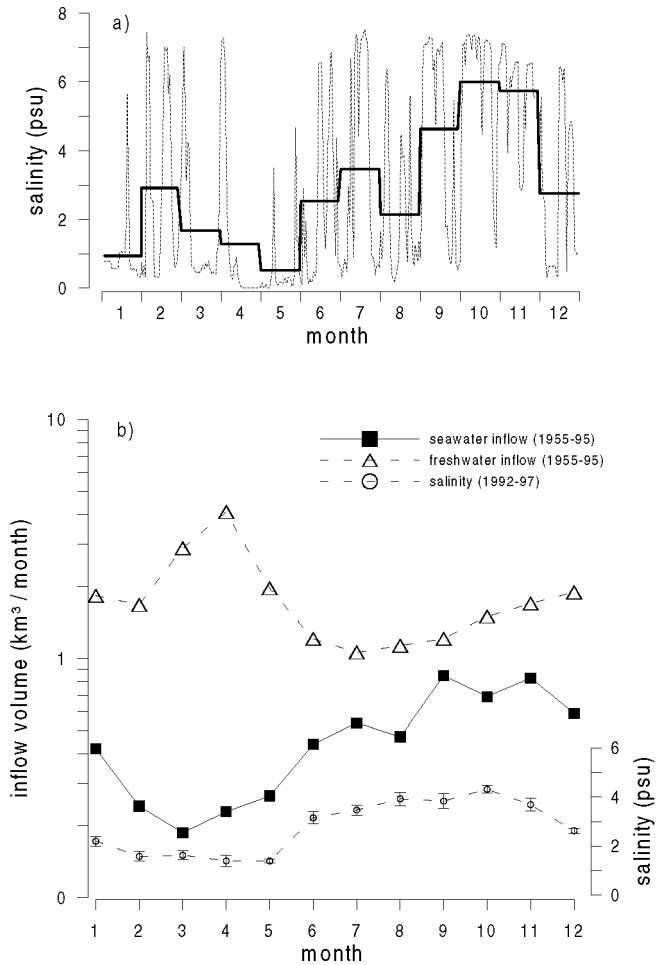 a)
salinity (psu)
8
6
4
2
0
1 2 3 4 5 6 7 8 9 10 11 12
month
b)
seawater inflow (1955-95)
freshwater inflow (1955-95)
salinity (1992-97)
inflow volume (km³ / month)
10
1
0
salinity (psu)
6
4
2
0
1 2 3 4 5 6 7 8 9 10 11 12
month